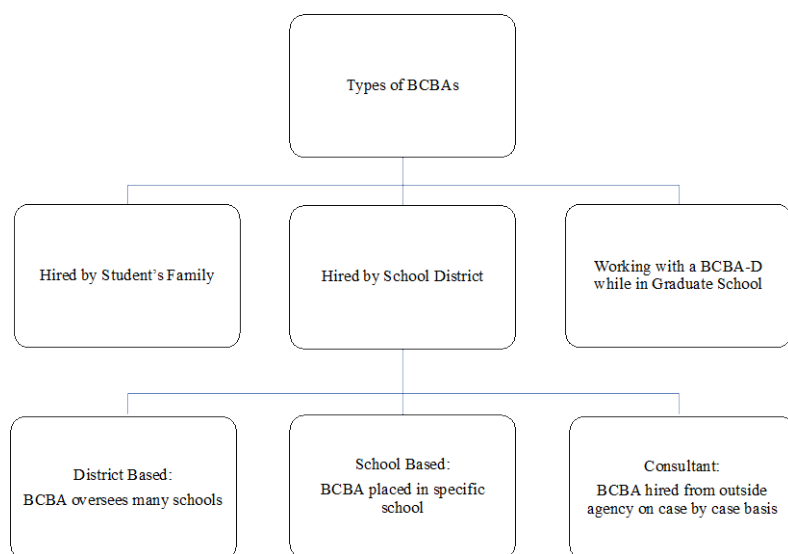 Types of BCBAs
Hired by Student’s Family
Hired by School District
Working with a BCBA-D
while in Graduate School
District Based:
BCBA oversees many schools
School Based:
BCBA placed in specific
school
Consultant:
BCBA hired from outside
agency on case by case basis